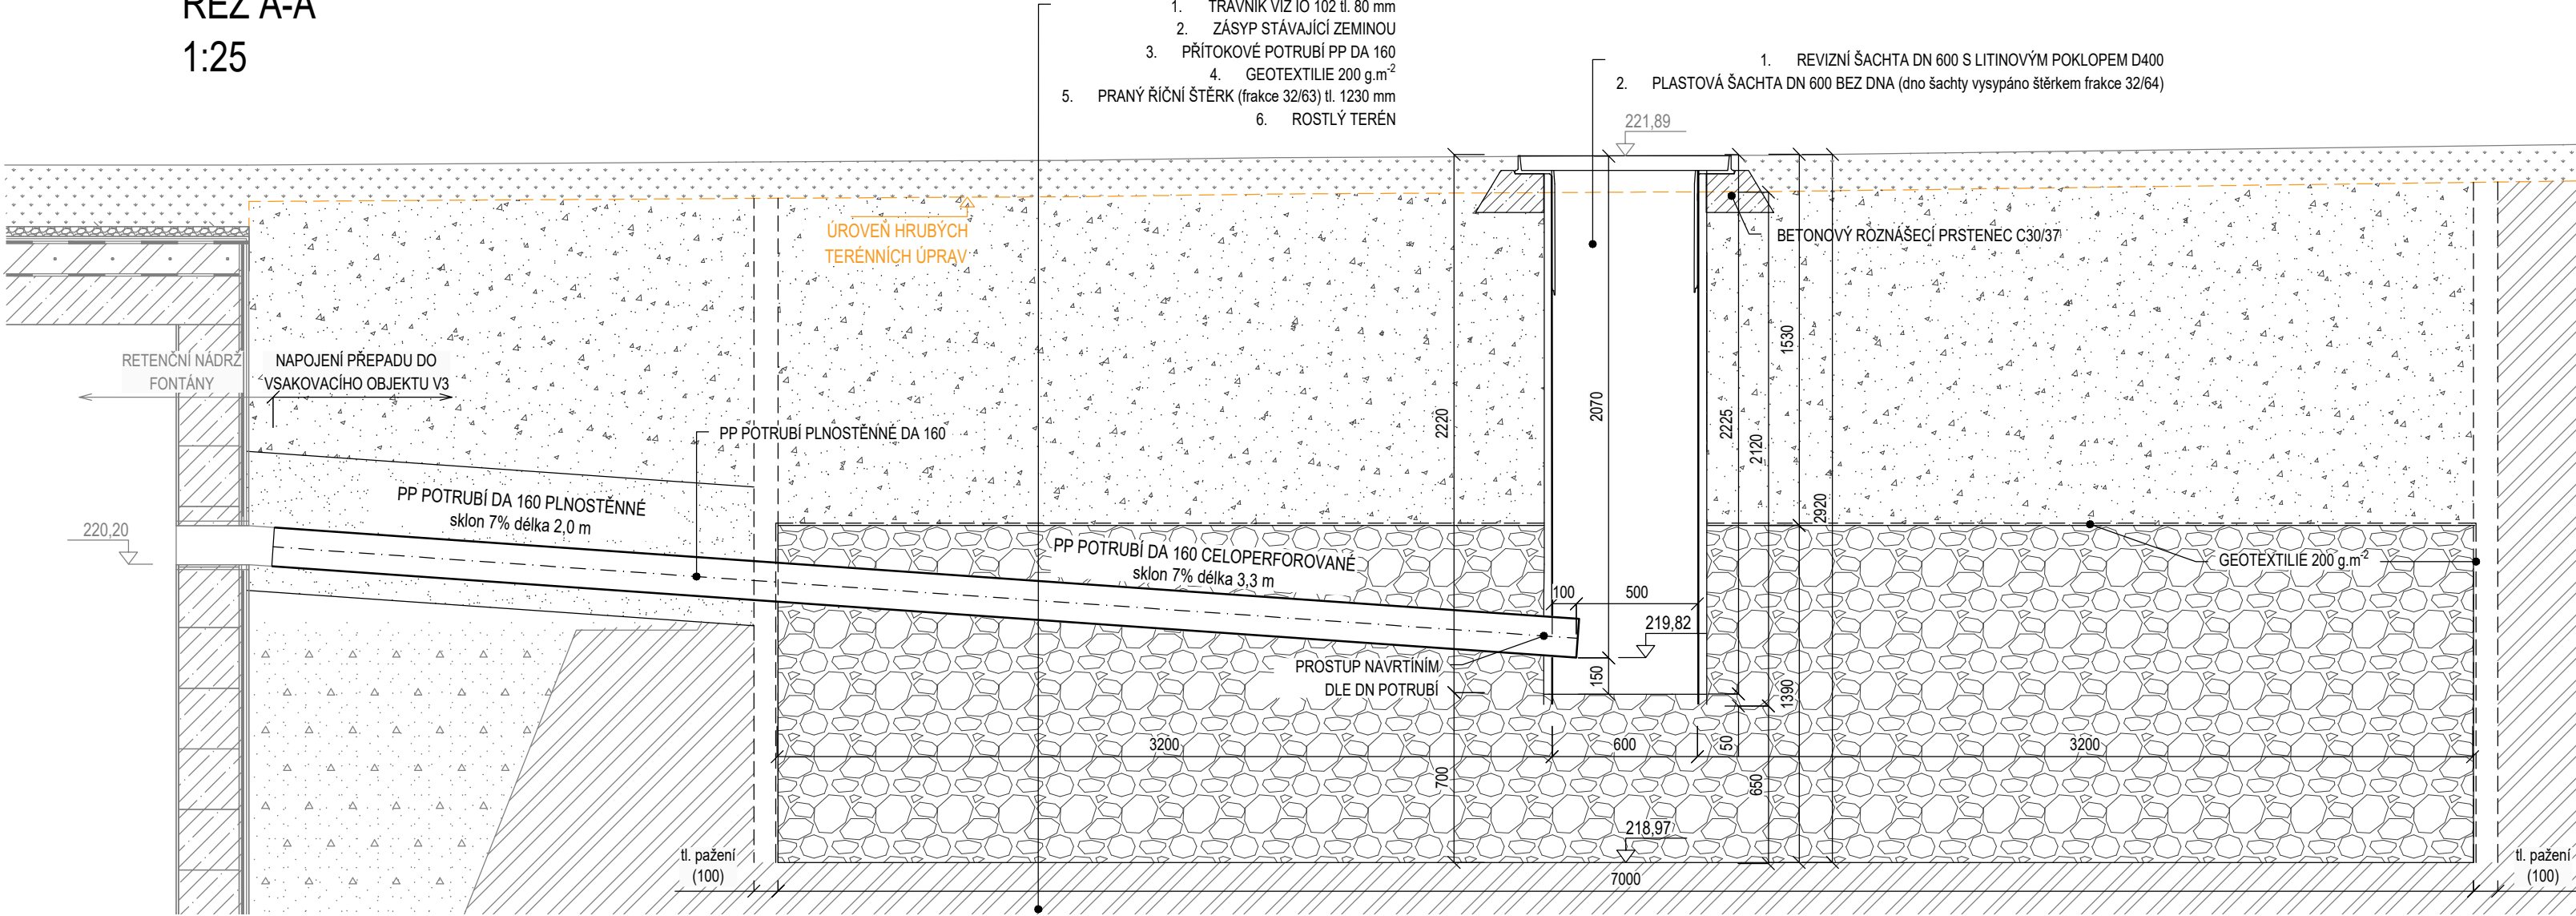 ŘEZ A-A
1:25
1. TRÁVNÍK VIZ IO 102 tl. 80 mm
2. ZÁSYP STÁVAJÍCÍ ZEMINOU
3. PŘÍTOKOVÉ POTRUBÍ PP DA 160
4. GEOTEXTILIE 200 g.m-2
5. PRANÝ ŘÍČNÍ ŠTĚRK (frakce 32/63) tl. 1230 mm
6. ROSTLÝ TERÉN
1. REVIZNÍ ŠACHTA DN 600 S LITINOVÝM POKLOPEM D400
2. PLASTOVÁ ŠACHTA DN 600 BEZ DNA (dno šachty vysypáno štěrkem frakce 32/64)
221,89
ÚROVEŇ HRUBÝCH
TERÉNNÍCH ÚPRAV
BETONOVÝ ROZNÁŠECÍ PRSTENEC C30/37
RETENČNÍ NÁDRŽ
FONTÁNY
NAPOJENÍ PŘEPADU DO
VSAKOVACÍHO OBJEKTU V3
1530
2070
2220
2225
2120
2920
PP POTRUBÍ PLNOSTĚNNÉ DA 160
PP POTRUBÍ DA 160 PLNOSTĚNNÉ
sklon 7% délka 2,0 m
220,20
PP POTRUBÍ DA 160 CELOPERFOROVANÉ
sklon 7% délka 3,3 m
GEOTEXTILIE 200 g.m-2
100
500
219,82
PROSTUP NAVRTÍNÍM
DLE DN POTRUBÍ
150
1390
3200
600
50
3200
700
650
218,97
tl. pažení
(100)
7000
tl. pažení
(100)